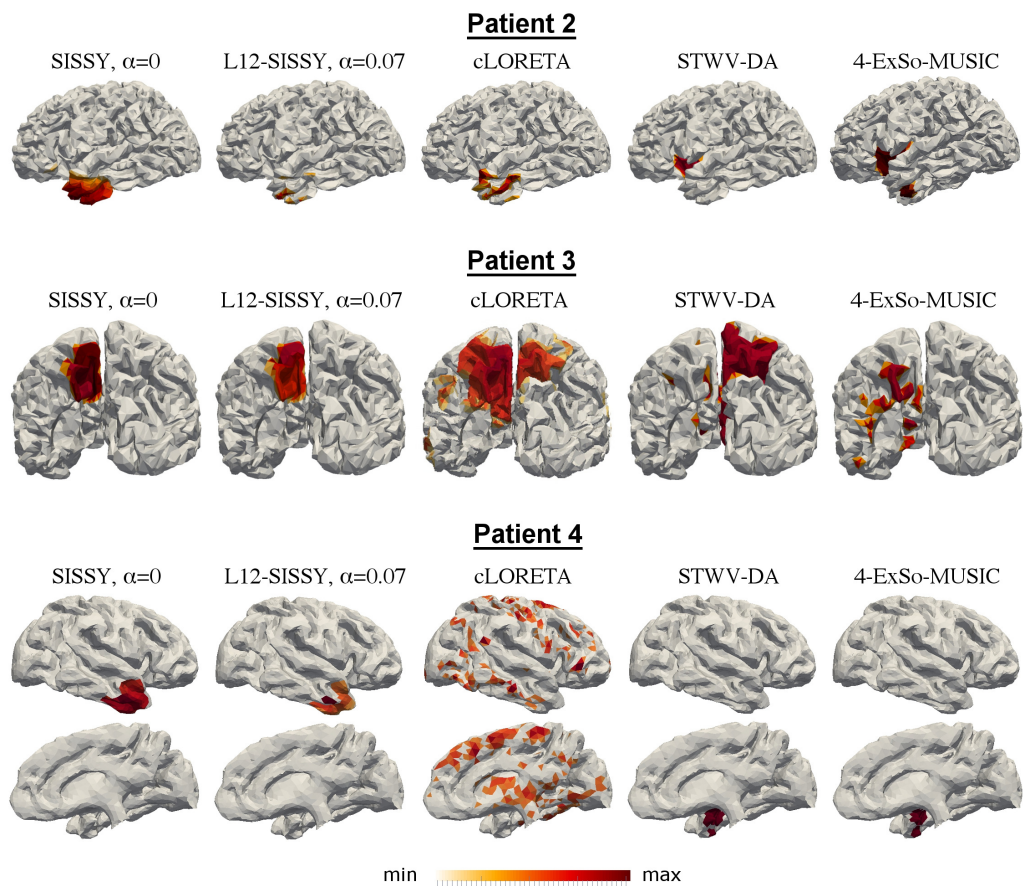 Patient 2
SISSY, α=0 L12-SISSY, α=0.07 cLORETA STWV-DA 4-ExSo-MUSIC
Patient 3
SISSY, α=0 L12-SISSY, α=0.07 cLORETA STWV-DA 4-ExSo-MUSIC
Patient 4
SISSY, α=0 L12-SISSY, α=0.07 cLORETA STWV-DA 4-ExSo-MUSIC
min max